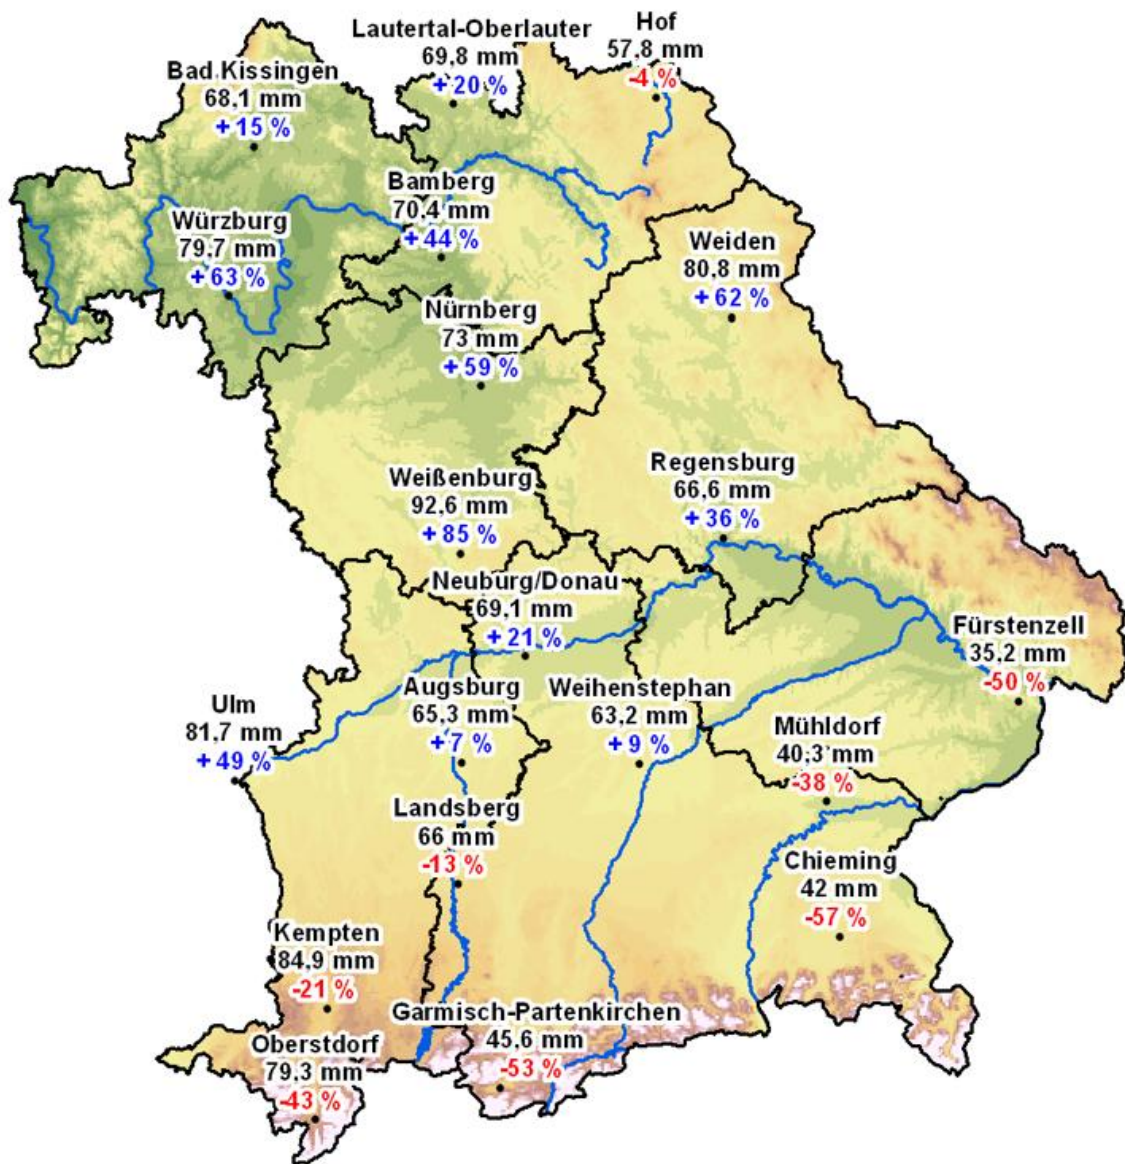 Lautertal-Oberlauter
69,8 mm
+ 20 %
Hof
57,8 mm
-4 %
Bad Kissingen
68,1 mm
+ 15 %
Bamberg
70,4 mm
+ 44 %
Würzburg
79,7 mm
+ 63 %
Weiden
80,8 mm
+ 62 %
Nürnberg
73 mm
+ 59 %
Regensburg
66,6 mm
+ 36 %
Weißenburg
92,6 mm
+ 85 %
Neuburg/Donau
69,1 mm
+ 21 %
Fürstenzell
35,2 mm
-50 %
Augsburg
65,3 mm
+ 7 %
Weihenstephan
63,2 mm
+ 9 %
Ulm
81,7 mm
+ 49 %
Mühldorf
40,3 mm
-38 %
Landsberg
66 mm
-13 %
Chieming
42 mm
-57 %
Kempten
84,9 mm
-21 %
Garmisch-Partenkirchen
45,6 mm
-53 %
Oberstdorf
79,3 mm
-43 %